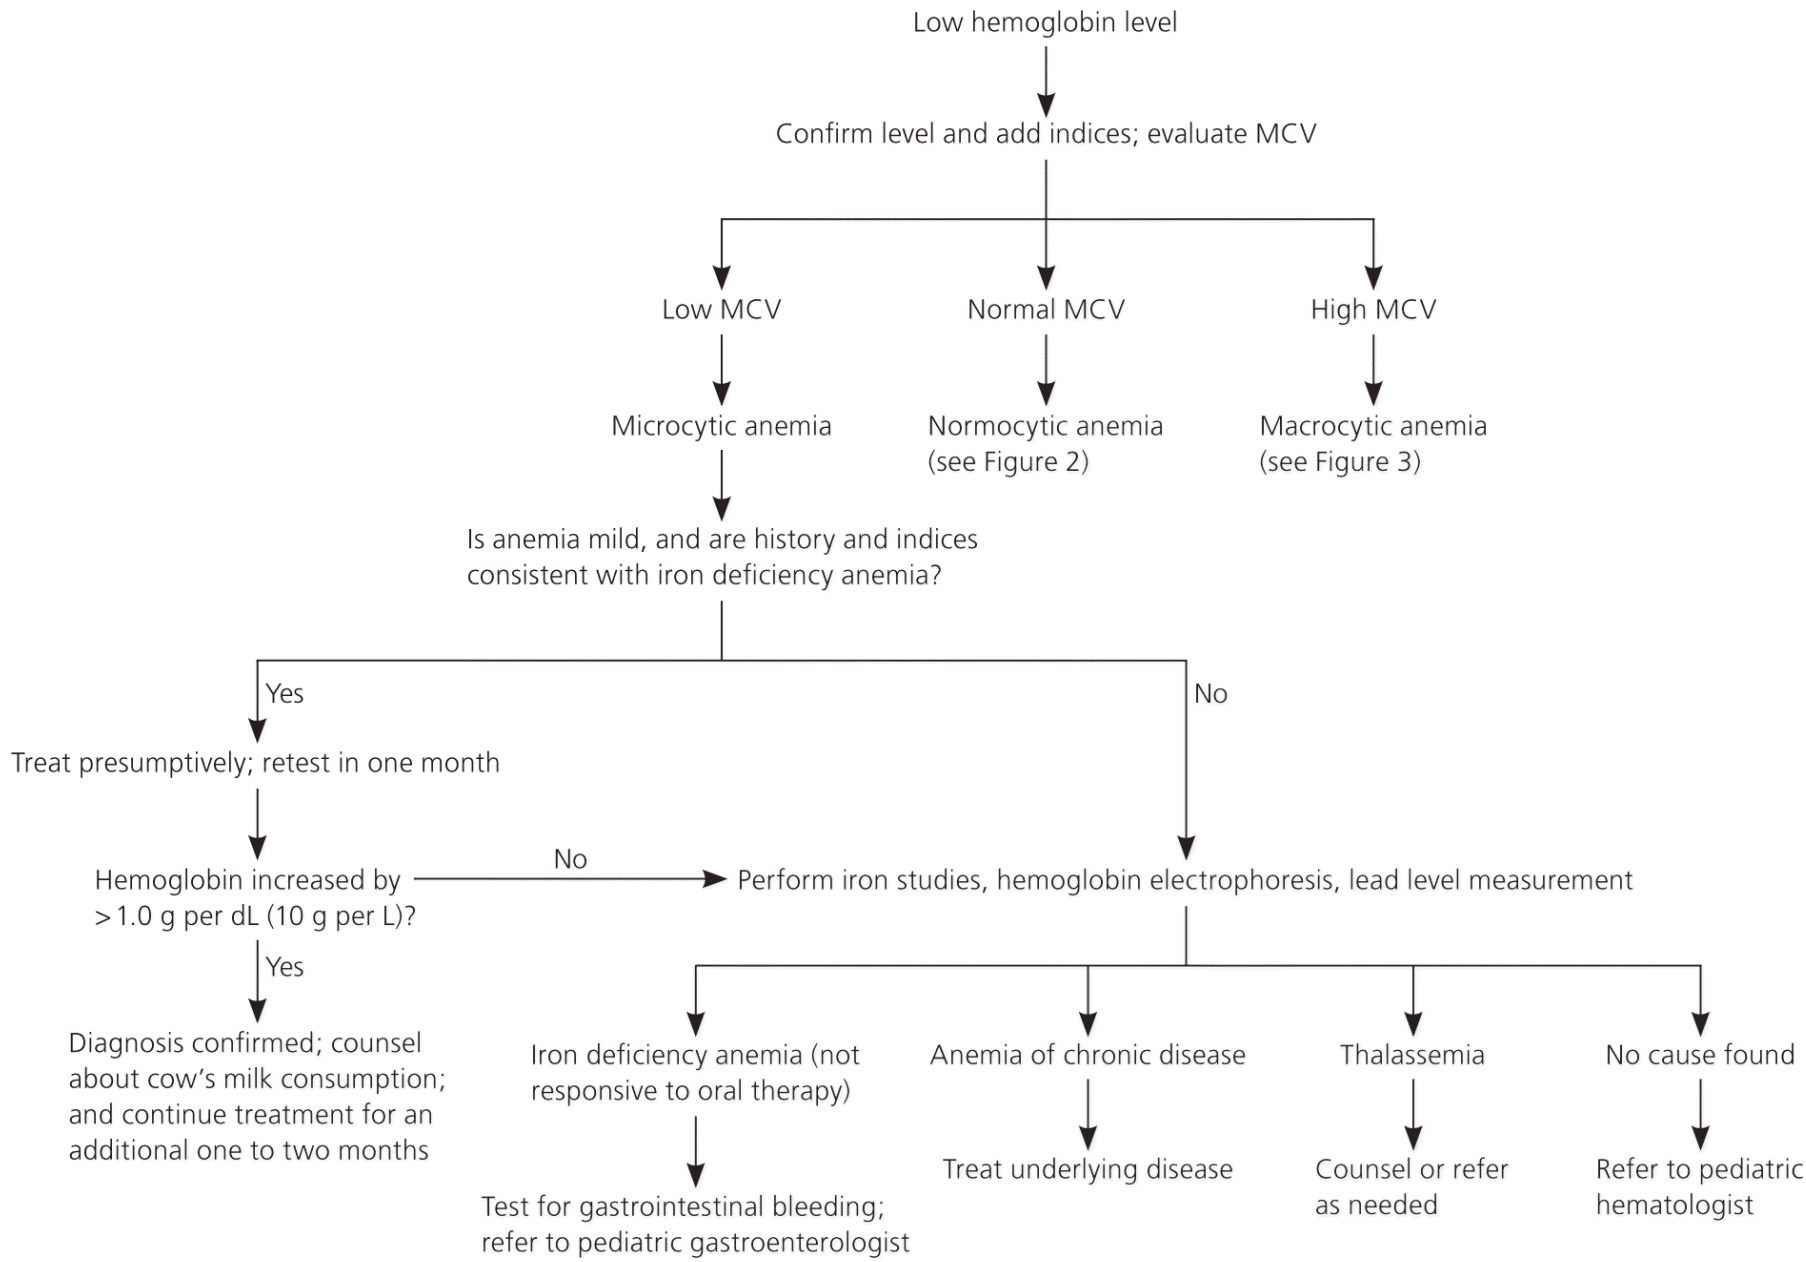 Low hemoglobin level
Confirm level and add indices; evaluate MCV
Low MCV
Normal MCV
High MCV
Microcytic anemia
Normocytic anemia
(see Figure 2)
Macrocytic anemia
(see Figure 3)
Is anemia mild, and are history and indices
consistent with iron deficiency anemia?
Yes
No
Treat presumptively; retest in one month
Hemoglobin increased by
>1.0 g per dL (10 g per L)?
No
Perform iron studies, hemoglobin electrophoresis, lead level measurement
Yes
Diagnosis confirmed; counsel
about cow's milk consumption;
and continue treatment for an
additional one to two months
Iron deficiency anemia (not
responsive to oral therapy)
Anemia of chronic disease
Thalassemia
No cause found
Test for gastrointestinal bleeding;
refer to pediatric gastroenterologist
Treat underlying disease
Counsel or refer
as needed
Refer to pediatric
hematologist